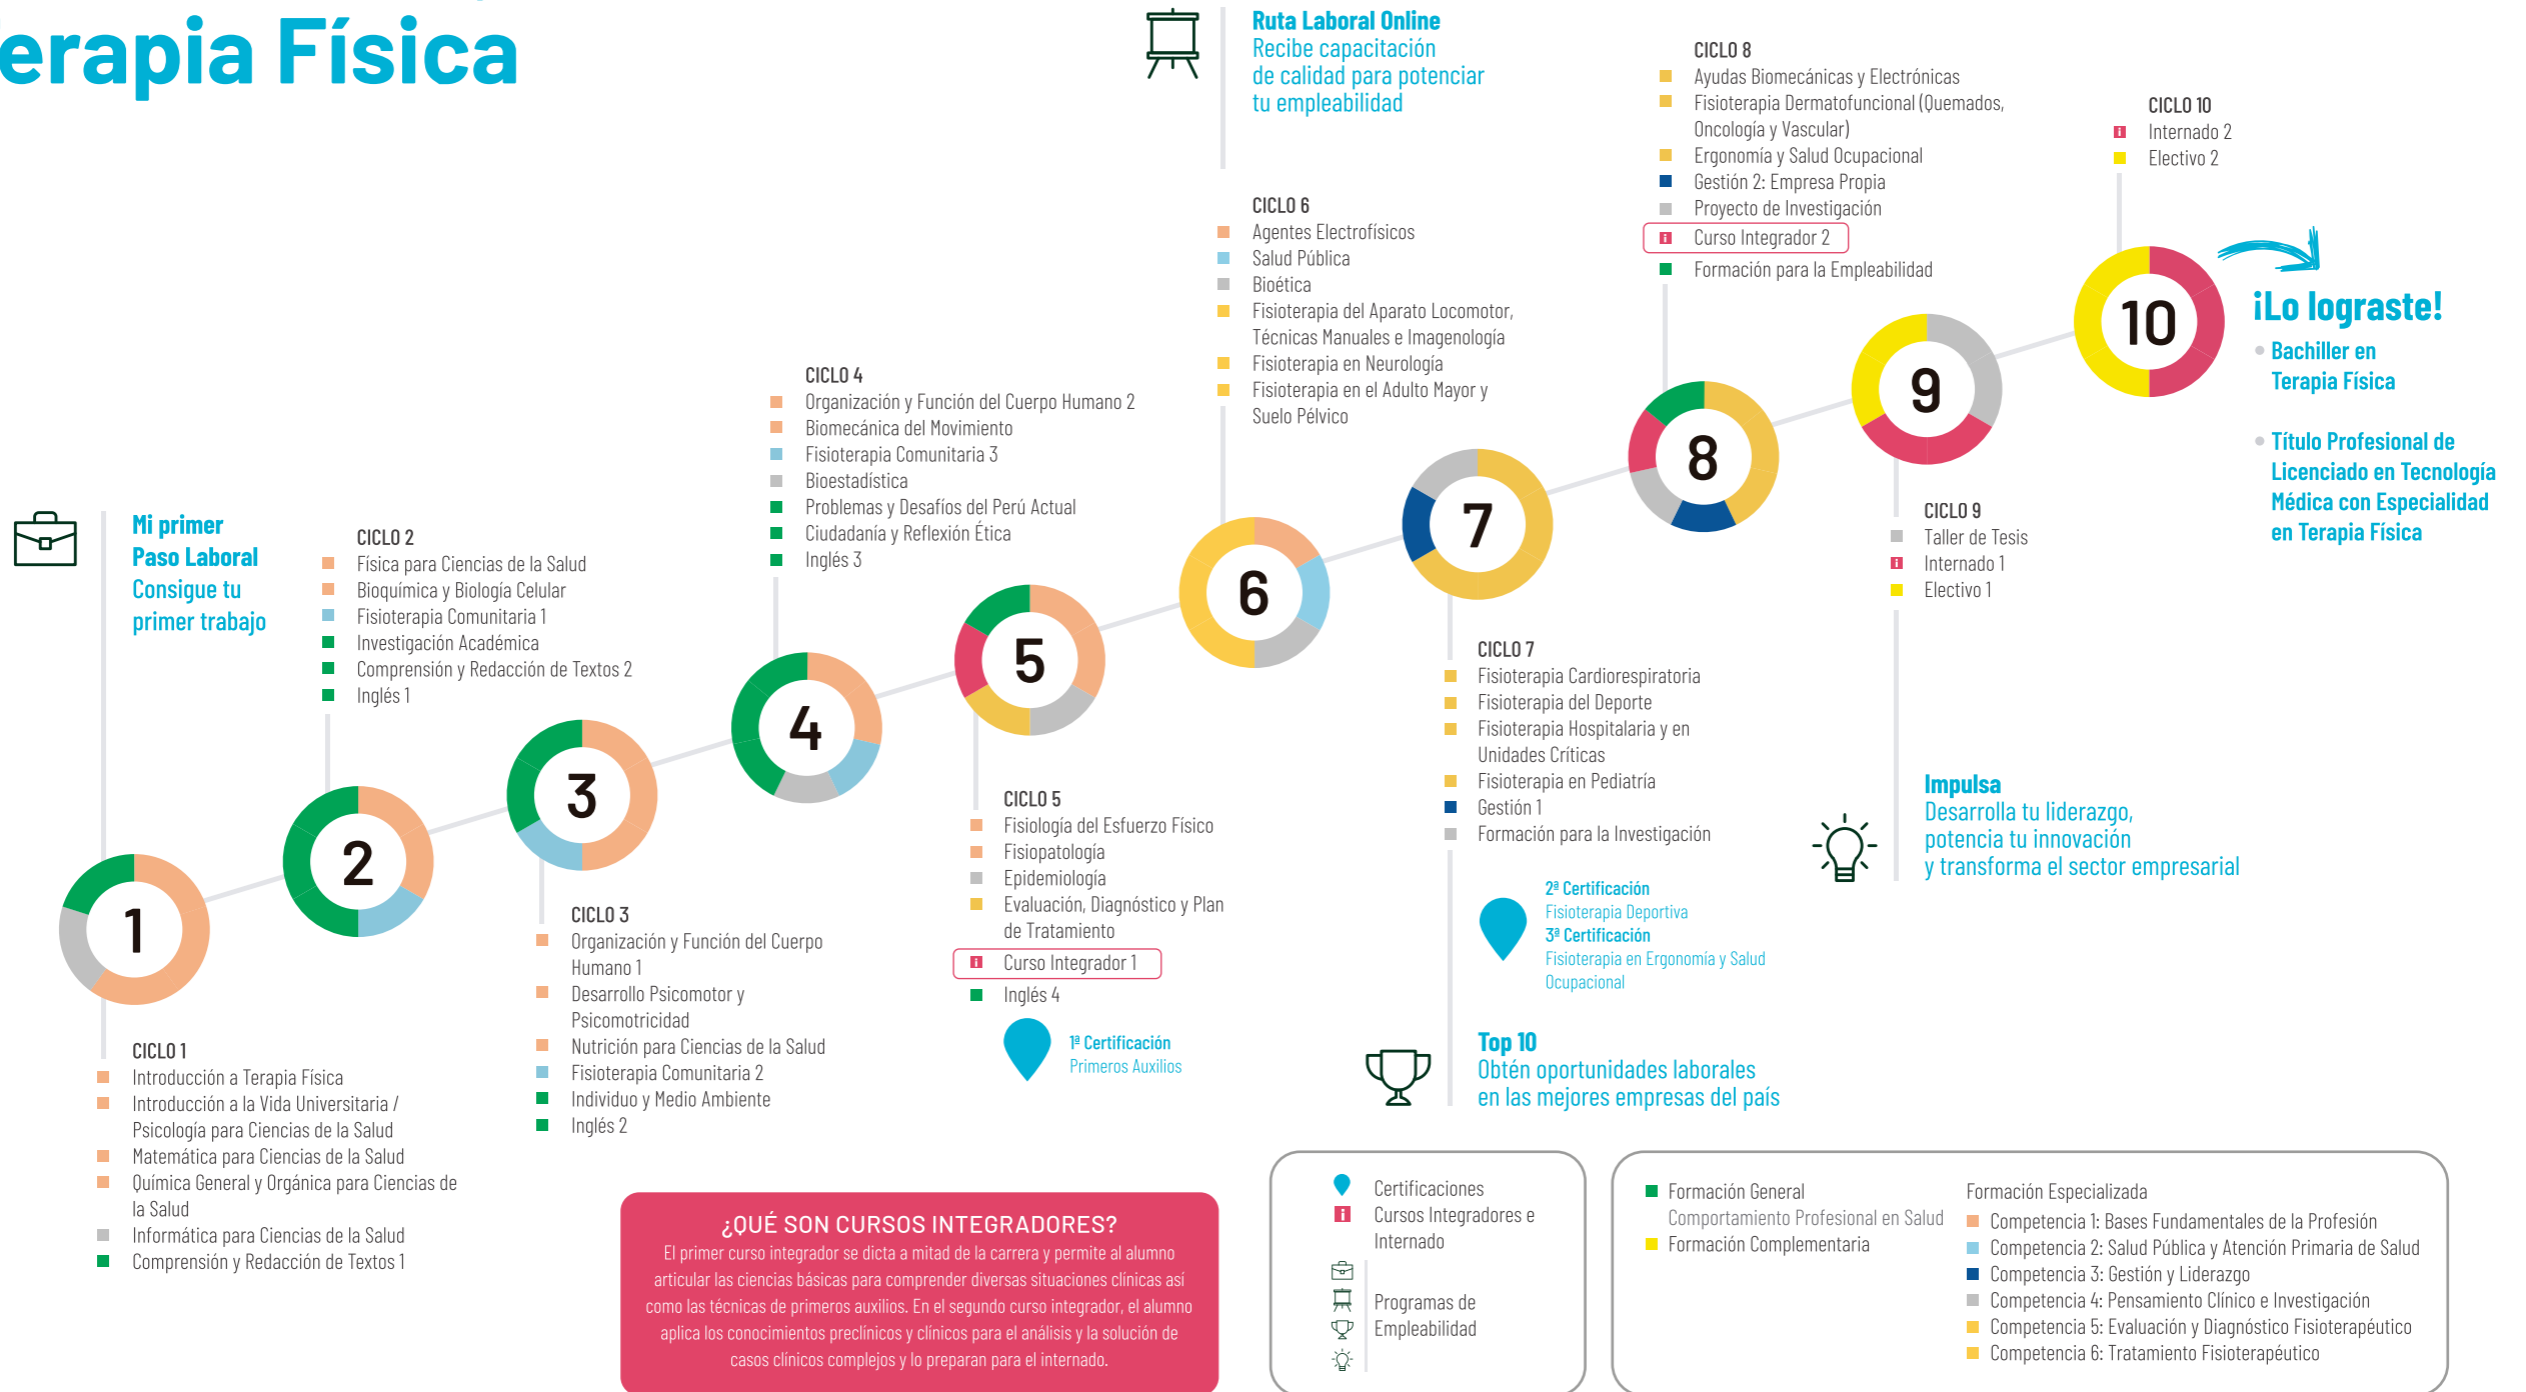 erapia Física
Mi primer
Paso Laboral
Consigue tu
primer trabajo
1
CICLO 1
Introducción a Terapia Física
Introducción a la Vida Universitaria /
Psicología para Ciencias de la Salud
Matemática para Ciencias de la Salud
Química General y Orgánica para Ciencias de
la Salud
Informática para Ciencias de la Salud
Comprensión y Redacción de Textos 1
CICLO 2
Física para Ciencias de la Salud
Bioquímica y Biología Celular
Fisioterapia Comunitaria 1
Investigación Académica
Comprensión y Redacción de Textos 2
Inglés 1
2
3
CICLO 3
Organización y Función del Cuerpo
Humano 1
Desarrollo Psicomotor y
Psicomotricidad
Nutrición para Ciencias de la Salud
Fisioterapia Comunitaria 2
Individuo y Medio Ambiente
Inglés 2
CICLO 4
Organización y Función del Cuerpo Humano 2
Biomecánica del Movimiento
Fisioterapia Comunitaria 3
Bioestadística
Problemas y Desafíos del Perú Actual
Ciudadanía y Reflexión Ética
Inglés 3
4
5
CICLO 5
Fisiología del Esfuerzo Físico
Fisiopatología
Epidemiología
Evaluación, Diagnóstico y Plan
de Tratamiento
i Curso Integrador 1
Inglés 4
1ª Certificación
Primeros Auxilios
Ruta Laboral Online
Recibe capacitación
de calidad para potenciar
tu empleabilidad
CICLO 6
Agentes Electrofísicos
Salud Pública
Bioética
Fisioterapia del Aparato Locomotor,
Técnicas Manuales e Imagenología
Fisioterapia en Neurología
Fisioterapia en el Adulto Mayor y
Suelo Pélvico
6
7
CICLO 7
Fisioterapia Cardiorespiratoria
Fisioterapia del Deporte
Fisioterapia Hospitalaria y en
Unidades Críticas
Fisioterapia en Pediatría
Gestión 1
Formación para la Investigación
2ª Certificación
Fisioterapia Deportiva
3ª Certificación
Fisioterapia en Ergonomía y Salud
Ocupacional
Top 10
Obtén oportunidades laborales
en las mejores empresas del país
CICLO 8
Ayudas Biomecánicas y Electrónicas
Fisioterapia Dermatofuncional (Quemados,
Oncología y Vascular)
Ergonomía y Salud Ocupacional
Gestión 2: Empresa Propia
Proyecto de Investigación
i Curso Integrador 2
Formación para la Empleabilidad
8
9
CICLO 9
Taller de Tesis
i Internado 1
Electivo 1
Impulsa
Desarrolla tu liderazgo,
potencia tu innovación
y transforma el sector empresarial
CICLO 10
i Internado 2
Electivo 2
10
¡Lo lograste!
Bachiller en
Terapia Física
Título Profesional de
Licenciado en Tecnología
Médica con Especialidad
en Terapia Física
¿QUÉ SON CURSOS INTEGRADORES?
El primer curso integrador se dicta a mitad de la carrera y permite al alumno
articular las ciencias básicas para comprender diversas situaciones clínicas así
como las técnicas de primeros auxilios. En el segundo curso integrador, el alumno
aplica los conocimientos preclínicos y clínicos para el análisis y la solución de
casos clínicos complejos y lo preparan para el internado.
Certificaciones
i Cursos Integradores e
Internado
Programas de
Empleabilidad
Formación General
Comportamiento Profesional en Salud
Formación Complementaria
Formación Especializada
Competencia 1: Bases Fundamentales de la Profesión
Competencia 2: Salud Pública y Atención Primaria de Salud
Competencia 3: Gestión y Liderazgo
Competencia 4: Pensamiento Clínico e Investigación
Competencia 5: Evaluación y Diagnóstico Fisioterapéutico
Competencia 6: Tratamiento Fisioterapéutico